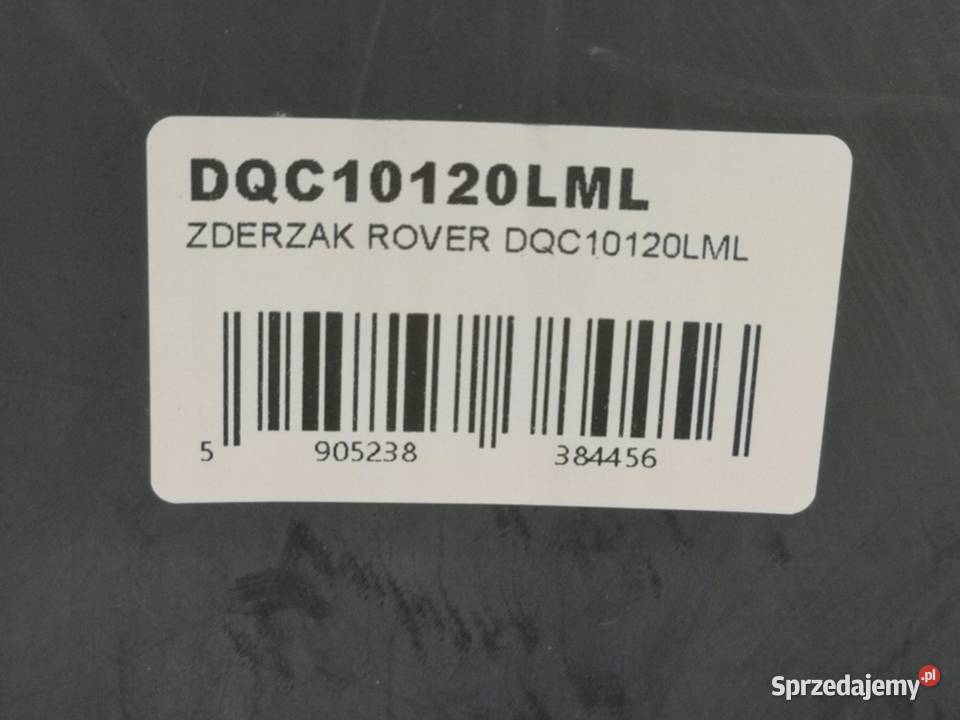 DQC10120LML
ZDERZAK ROVER DQC10120LML
5 905238 384456
Sprzedajemy.pl